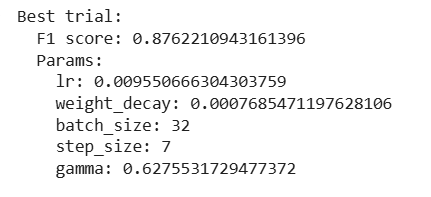 Best trial:
F1 score: 0.8762210943161396
Params:
lr: 0.009550666304303759
weight_decay: 0.0007685471197628106
batch_size: 32
step_size: 7
gamma: 0.6275531729477372